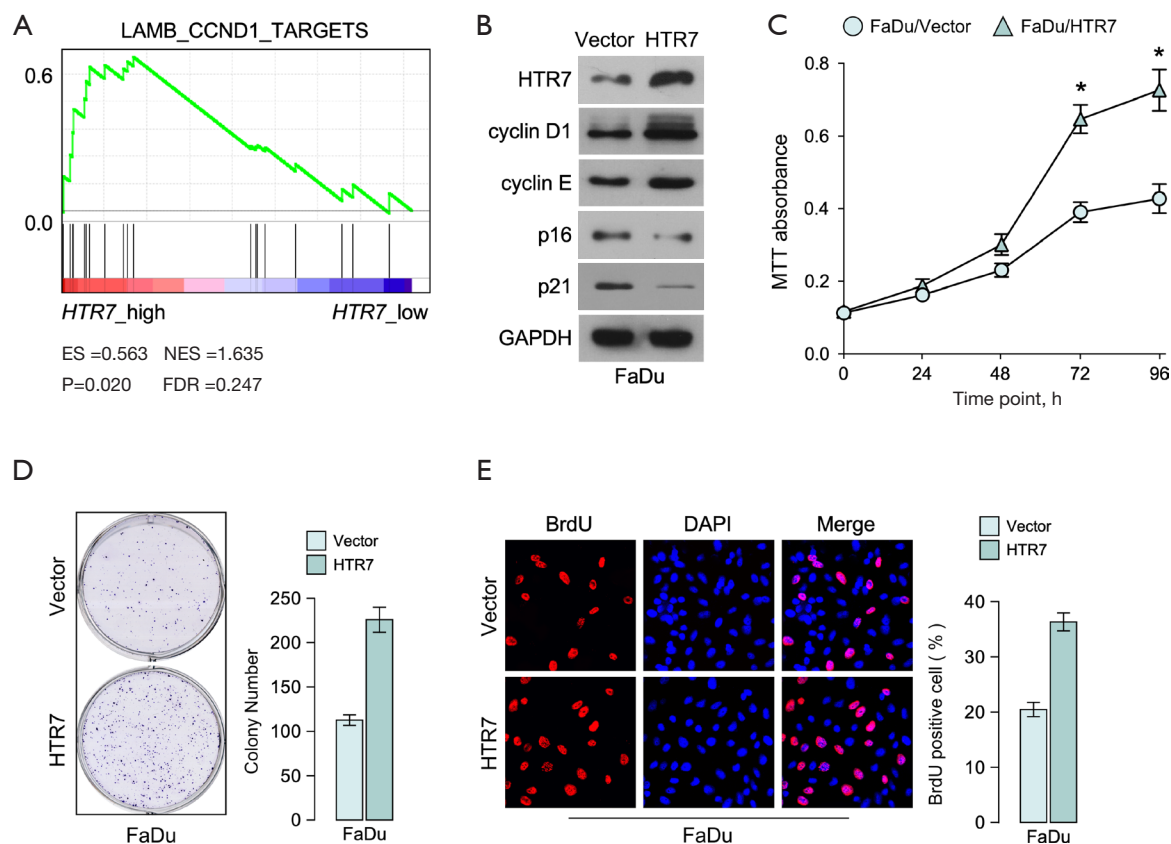 A
LAMB_CCND1_TARGETS
0.6
0.0
HTR7_high HTR7_low
ES =0.563 NES =1.635
P=0.020 FDR =0.247
B
Vector HTR7
HTR7
cyclin D1
cyclin E
p16
p21
GAPDH
FaDu
C
FaDu/Vector FaDu/HTR7
MTT absorbance
0.8
0.6
0.4
0.2
0.0
* *
0 24 48 72 96
Time point, h
D
Vector
HTR7
FaDu
Vector
HTR7
Colony Number
250
200
150
100
50
0
FaDu
E
BrdU DAPI Merge
Vector
HTR7
FaDu
Vector
HTR7
BrdU positive cell ( % )
40
30
20
10
0
FaDu